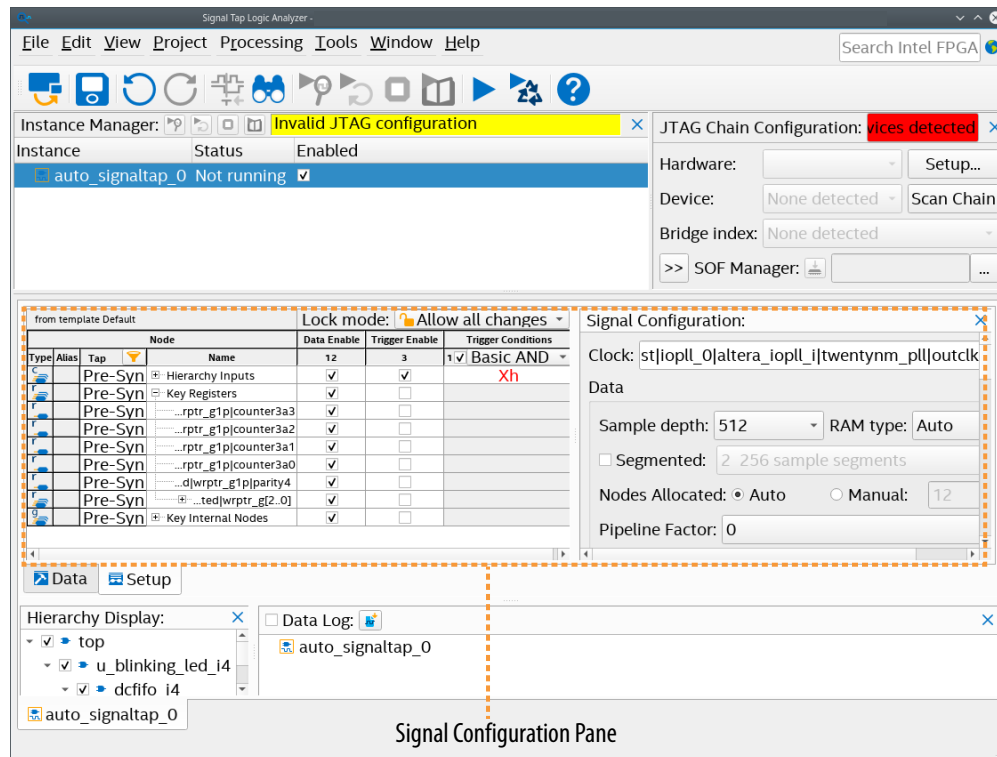 Signal Tap Logic Analyzer -
File Edit View Project Processing Tools Window Help
Search Intel FPGA
Instance Manager: Invalid JTAG configuration
Instance Status Enabled
auto_signaltap_0 Not running
JTAG Chain Configuration: vices detected
Hardware: Setup...
Device: None detected Scan Chain
Bridge index: None detected
>> SOF Manager: ...
from template Default Lock mode: Allow all changes
Node Data Enable Trigger Enable Trigger Conditions
Type Alias Tap Name 12 3 1 Basic AND
C Pre-Syn Hierarchy Inputs Xh
r Pre-Syn Key Registers
r Pre-Syn ...rptr_g1p|counter3a3
r Pre-Syn ...rptr_g1p|counter3a2
r Pre-Syn ...rptr_g1p|counter3a1
r Pre-Syn ...rptr_g1p|counter3a0
r Pre-Syn ...d|wrptr_g1p|parity4
r Pre-Syn ...ted|wrptr_g[2..0]
g Pre-Syn Key Internal Nodes
Signal Configuration:
Clock: st|iopll_0|altera_iopll_i|twentynm_pll|outclk
Data
Sample depth: 512 RAM type: Auto
Segmented: 2 256 sample segments
Nodes Allocated: Auto Manual: 12
Pipeline Factor: 0
Data Setup
Hierarchy Display:
top
u_blinking_led_i4
dcfifo_i4
Data Log:
auto_signaltap_0
auto_signaltap_0
Signal Configuration Pane